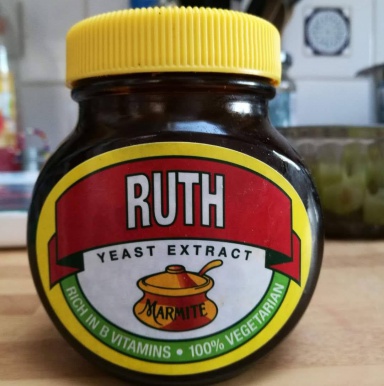 RUTH
YEAST EXTRACT
MARMITE
RICH IN B VITAMINS • 100% VEGETARIAN